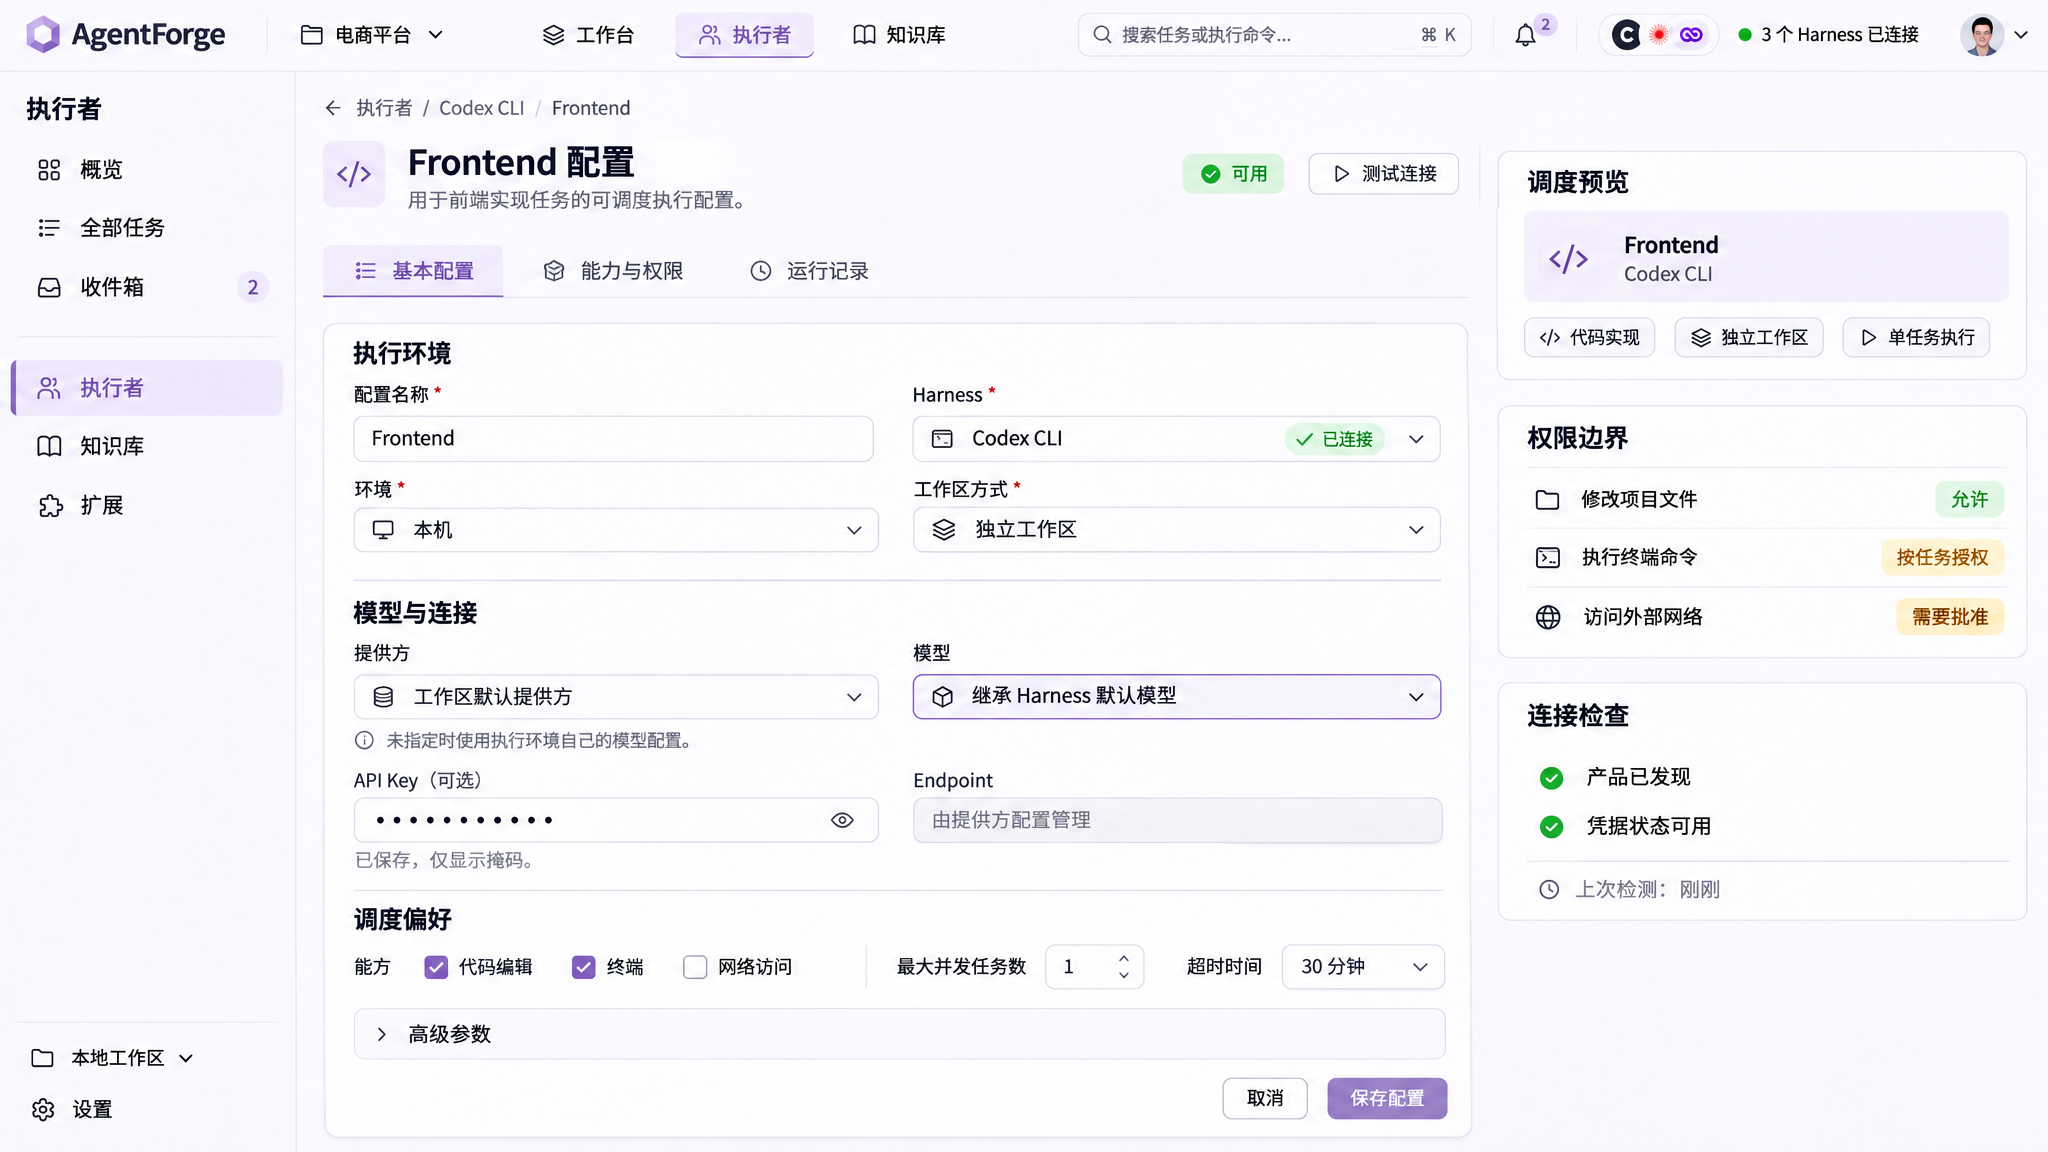 AgentForge
电商平台
工作台
执行者
知识库
搜索任务或执行命令...
⌘ K
2
3 个 Harness 已连接
执行者
概览
全部任务
收件箱
2
执行者
知识库
扩展
本地工作区
设置
执行者 / Codex CLI / Frontend
Frontend 配置
用于前端实现任务的可调度执行配置。
可用
测试连接
基本配置
能力与权限
运行记录
执行环境
配置名称 *
Frontend
Harness *
Codex CLI
已连接
环境 *
本机
工作区方式 *
独立工作区
模型与连接
提供方
工作区默认提供方
未指定时使用执行环境自己的模型配置。
模型
继承 Harness 默认模型
API Key（可选）
•••••••••••
已保存，仅显示掩码。
Endpoint
由提供方配置管理
调度偏好
能方
代码编辑
终端
网络访问
最大并发任务数
1
超时时间
30 分钟
高级参数
取消
保存配置
调度预览
Frontend
Codex CLI
代码实现
独立工作区
单任务执行
权限边界
修改项目文件
允许
执行终端命令
按任务授权
访问外部网络
需要批准
连接检查
产品已发现
凭据状态可用
上次检测：刚刚